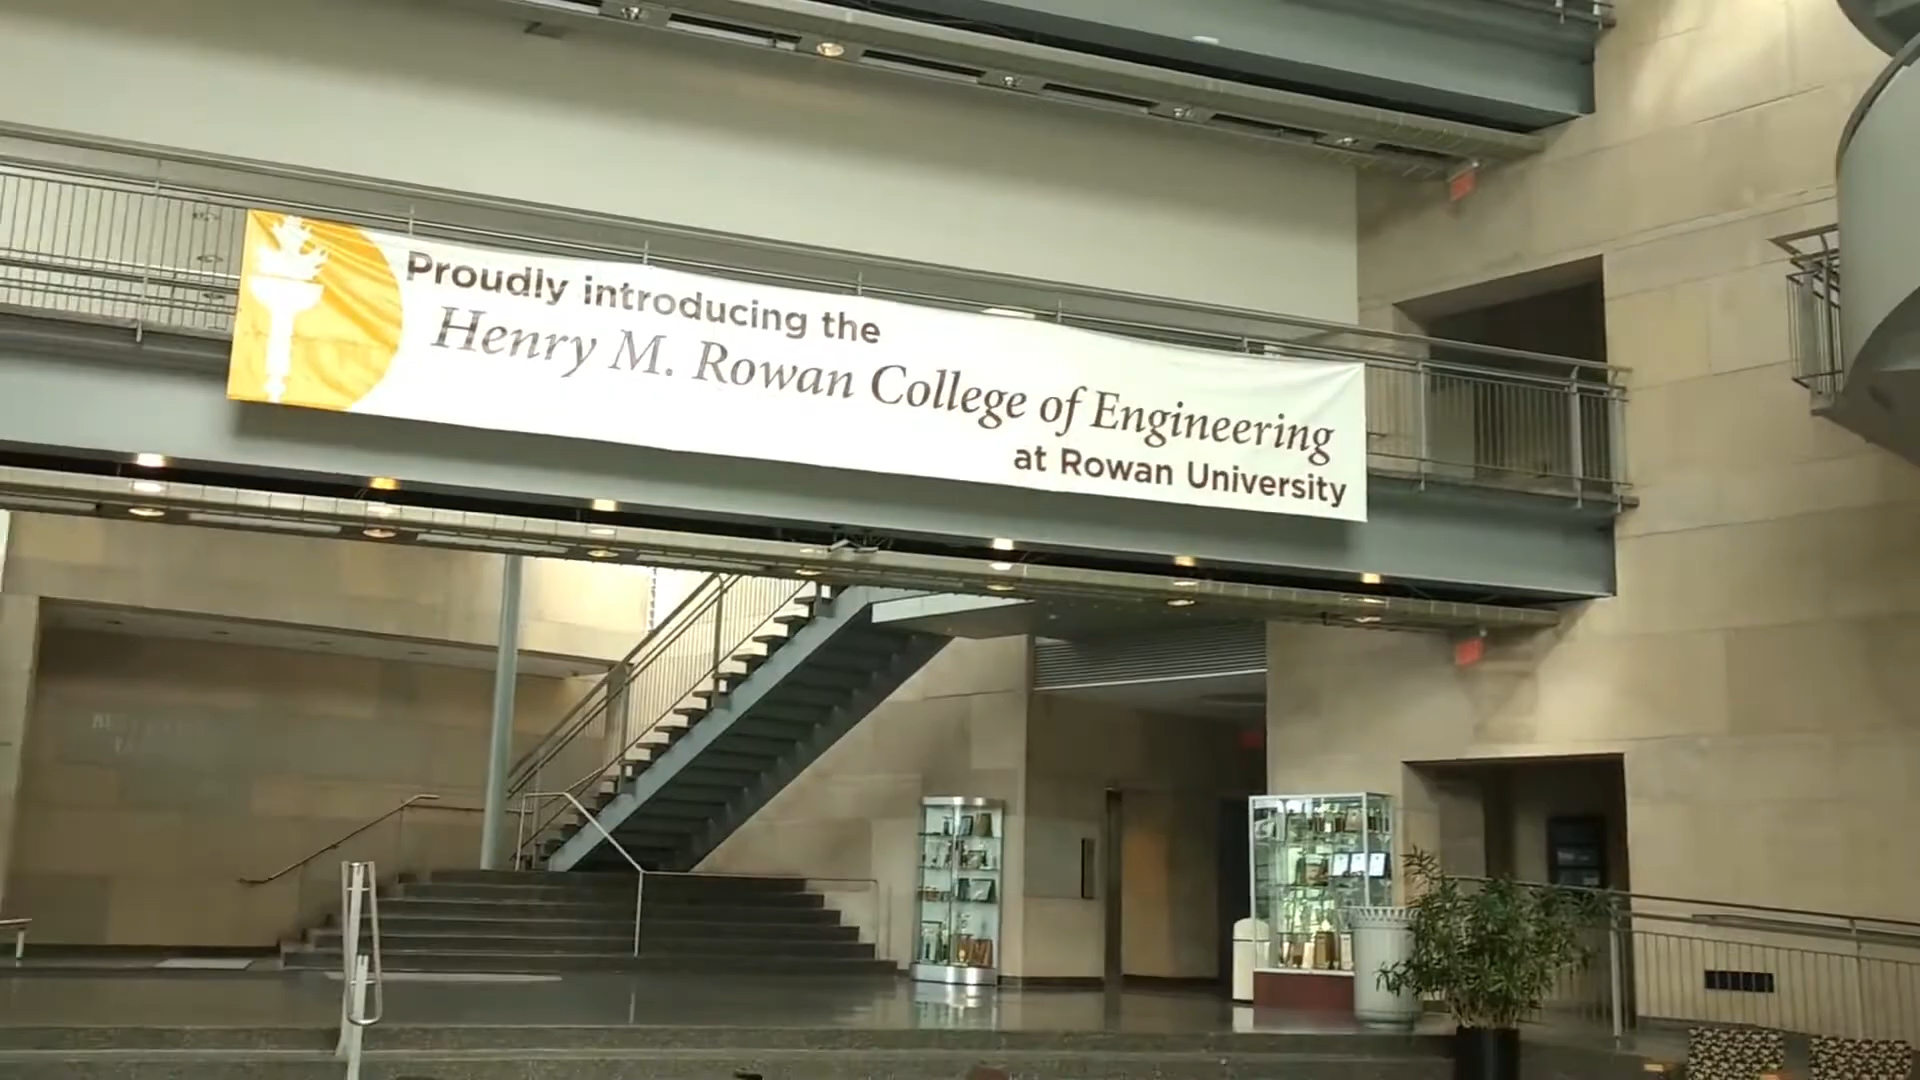 Proudly introducing the
Henry M. Rowan College of Engineering
at Rowan University